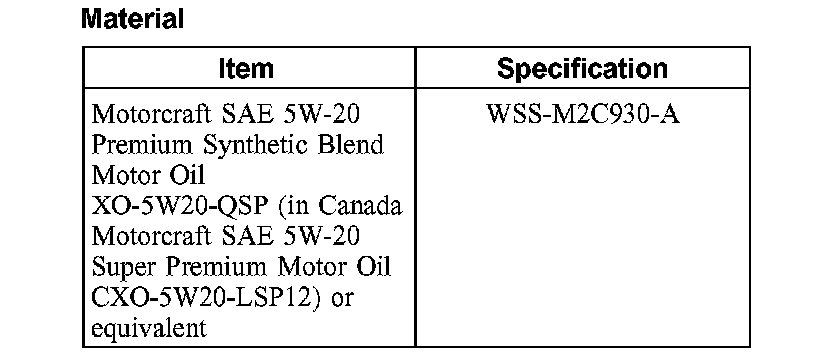 Material
Item
Specification
Motorcraft SAE 5W-20
Premium Synthetic Blend
Motor Oil
XO-5W20-QSP (in Canada
Motorcraft SAE 5W-20
Super Premium Motor Oil
CXO-5W20-LSP12) or
equivalent
WSS-M2C930-A